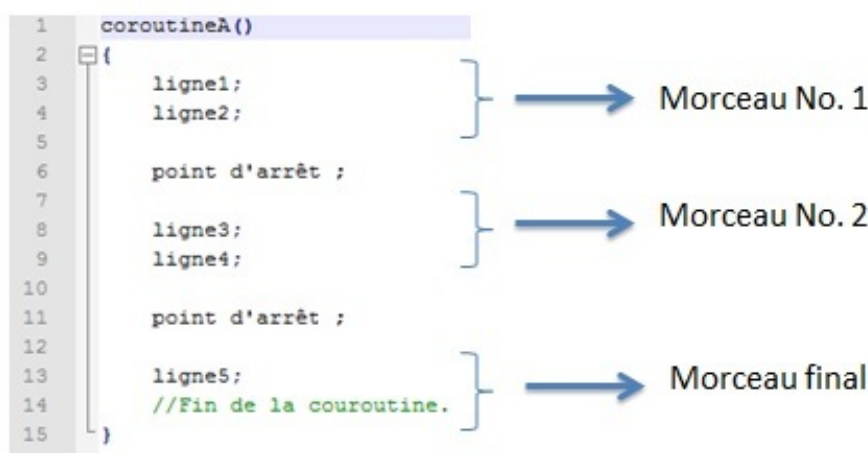 1 coroutineA()
2 {
3 ligne1;
4 ligne2;
5
6 point d'arrêt ;
7
8 ligne3;
9 ligne4;
10
11 point d'arrêt ;
12
13 ligne5;
14 //Fin de la couroutine.
15 }
Morceau No. 1
Morceau No. 2
Morceau final